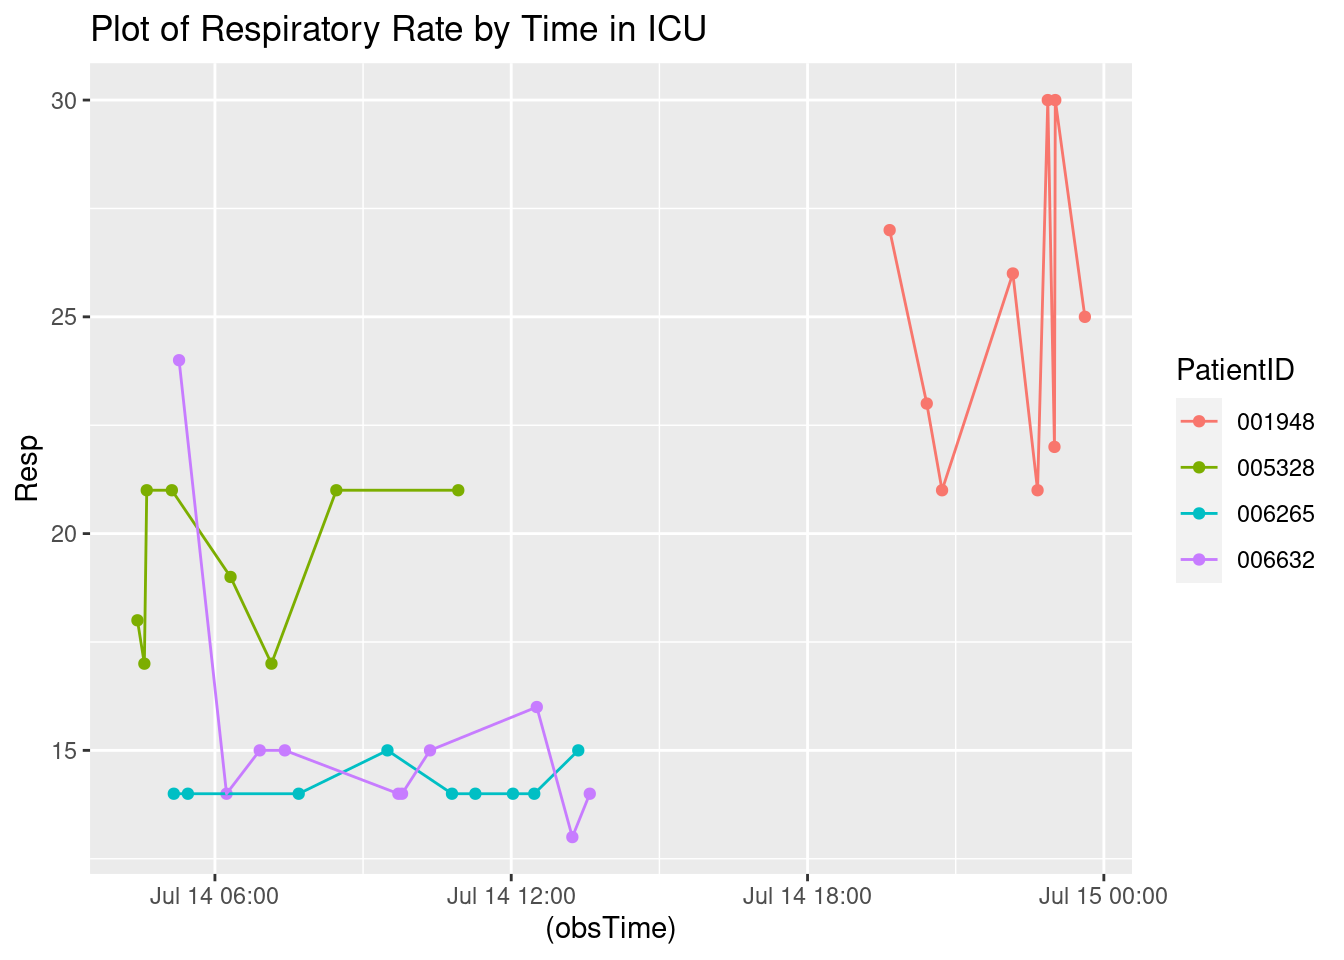 Plot of Respiratory Rate by Time in ICU
30
25
20
15
Resp
Jul 14 06:00
Jul 14 12:00
Jul 14 18:00
Jul 15 00:00
(obsTime)
PatientID
001948
005328
006265
006632